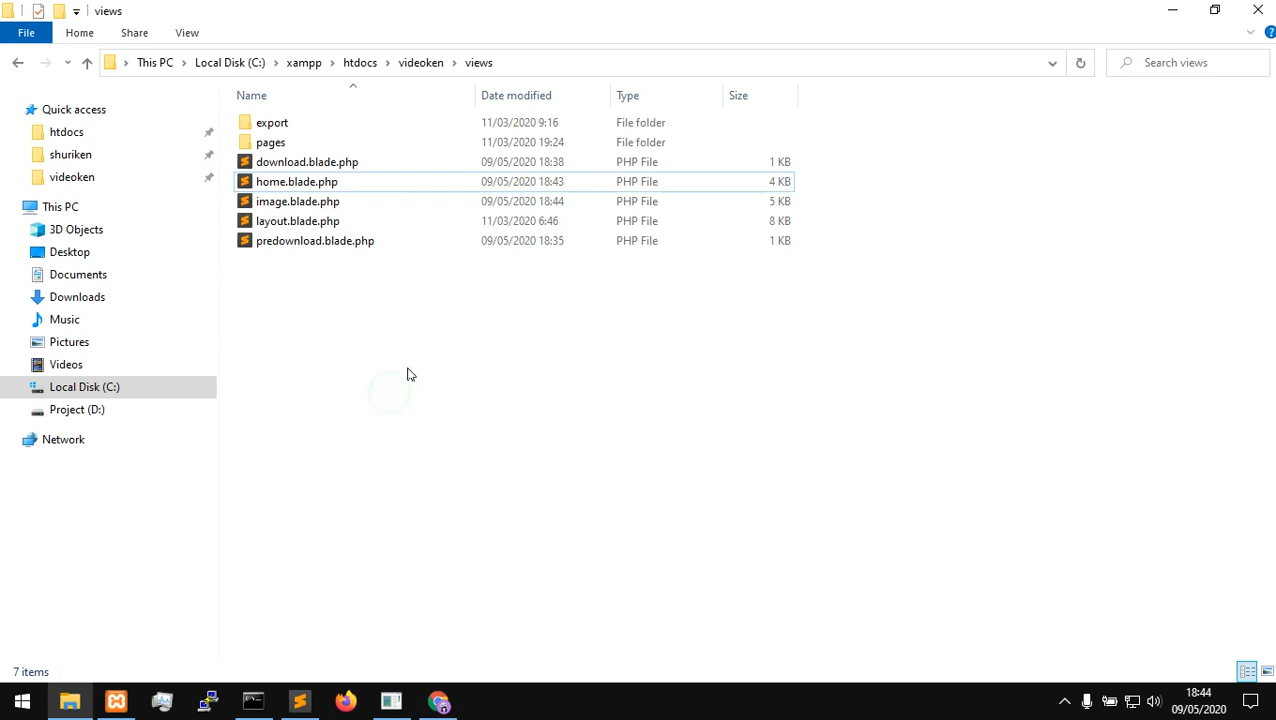 views
File Home Share View
This PC Local Disk (C:) xampp htdocs videoken views Search views
Name Date modified Type Size
Quick access
htdocs
shuriken
videoken
This PC
3D Objects
Desktop
Documents
Downloads
Music
Pictures
Videos
Local Disk (C:)
Project (D:)
Network
export 11/03/2020 9:16 File folder
pages 11/03/2020 19:24 File folder
download.blade.php 09/05/2020 18:38 PHP File 1 KB
home.blade.php 09/05/2020 18:43 PHP File 4 KB
image.blade.php 09/05/2020 18:44 PHP File 5 KB
layout.blade.php 11/03/2020 6:46 PHP File 8 KB
predownload.blade.php 09/05/2020 18:35 PHP File 1 KB
7 items
18:44
09/05/2020